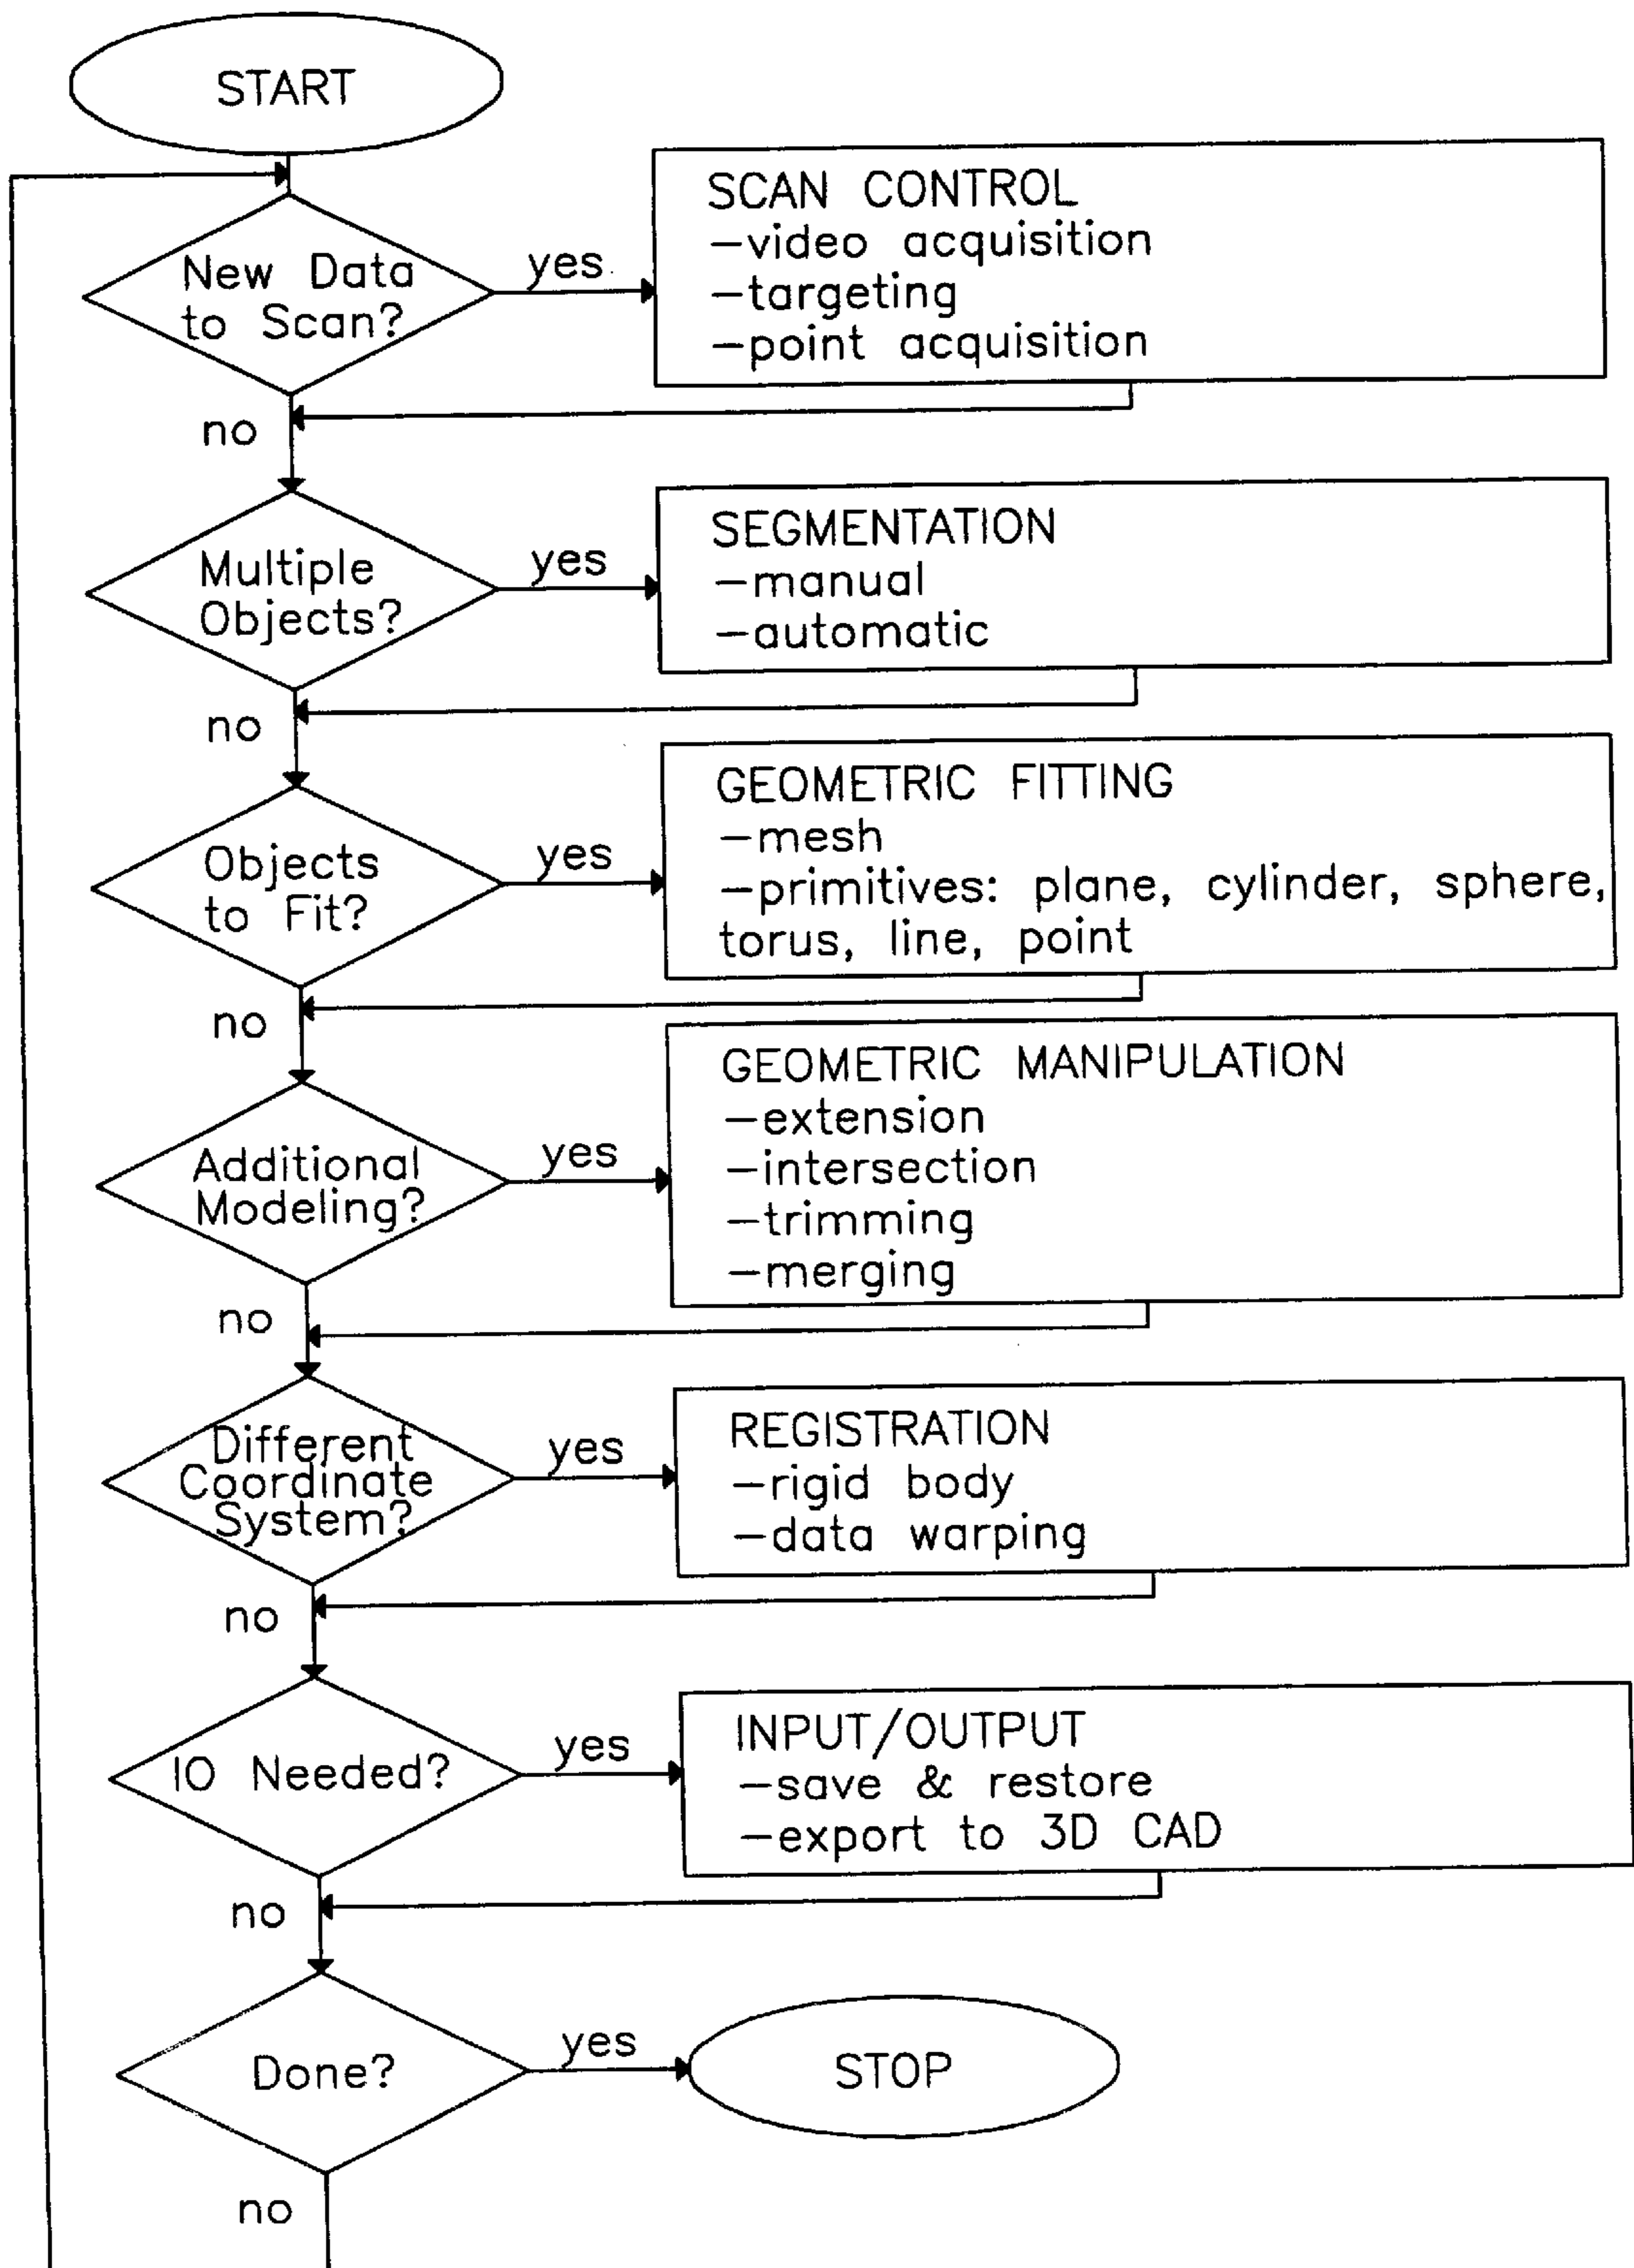 START
New Data
to Scan?
yes
SCAN CONTROL
-video acquisition
-targeting
-point acquisition
no
Multiple
Objects?
yes
SEGMENTATION
-manual
-automatic
no
Objects
to Fit?
yes
GEOMETRIC FITTING
-mesh
-primitives: plane, cylinder, sphere,
torus, line, point
no
Additional
Modeling?
yes
GEOMETRIC MANIPULATION
-extension
-intersection
-trimming
-merging
no
Different
Coordinate
System?
yes
REGISTRATION
-rigid body
-data warping
no
IO Needed?
yes
INPUT/OUTPUT
-save & restore
-export to 3D CAD
no
Done?
yes
STOP
no